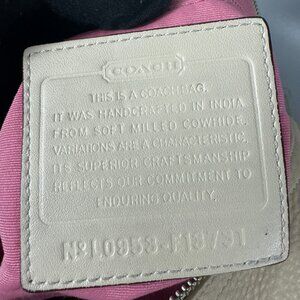 COACH
THIS IS A COACH BAG.
IT WAS HANDCRAFTED IN INDIA
FROM SOFT MILLED COWHIDE.
VARIATIONS ARE A CHARACTERISTIC.
ITS SUPERIOR CRAFTSMANSHIP
REFLECTS OUR COMMITMENT TO
ENDURING QUALITY.